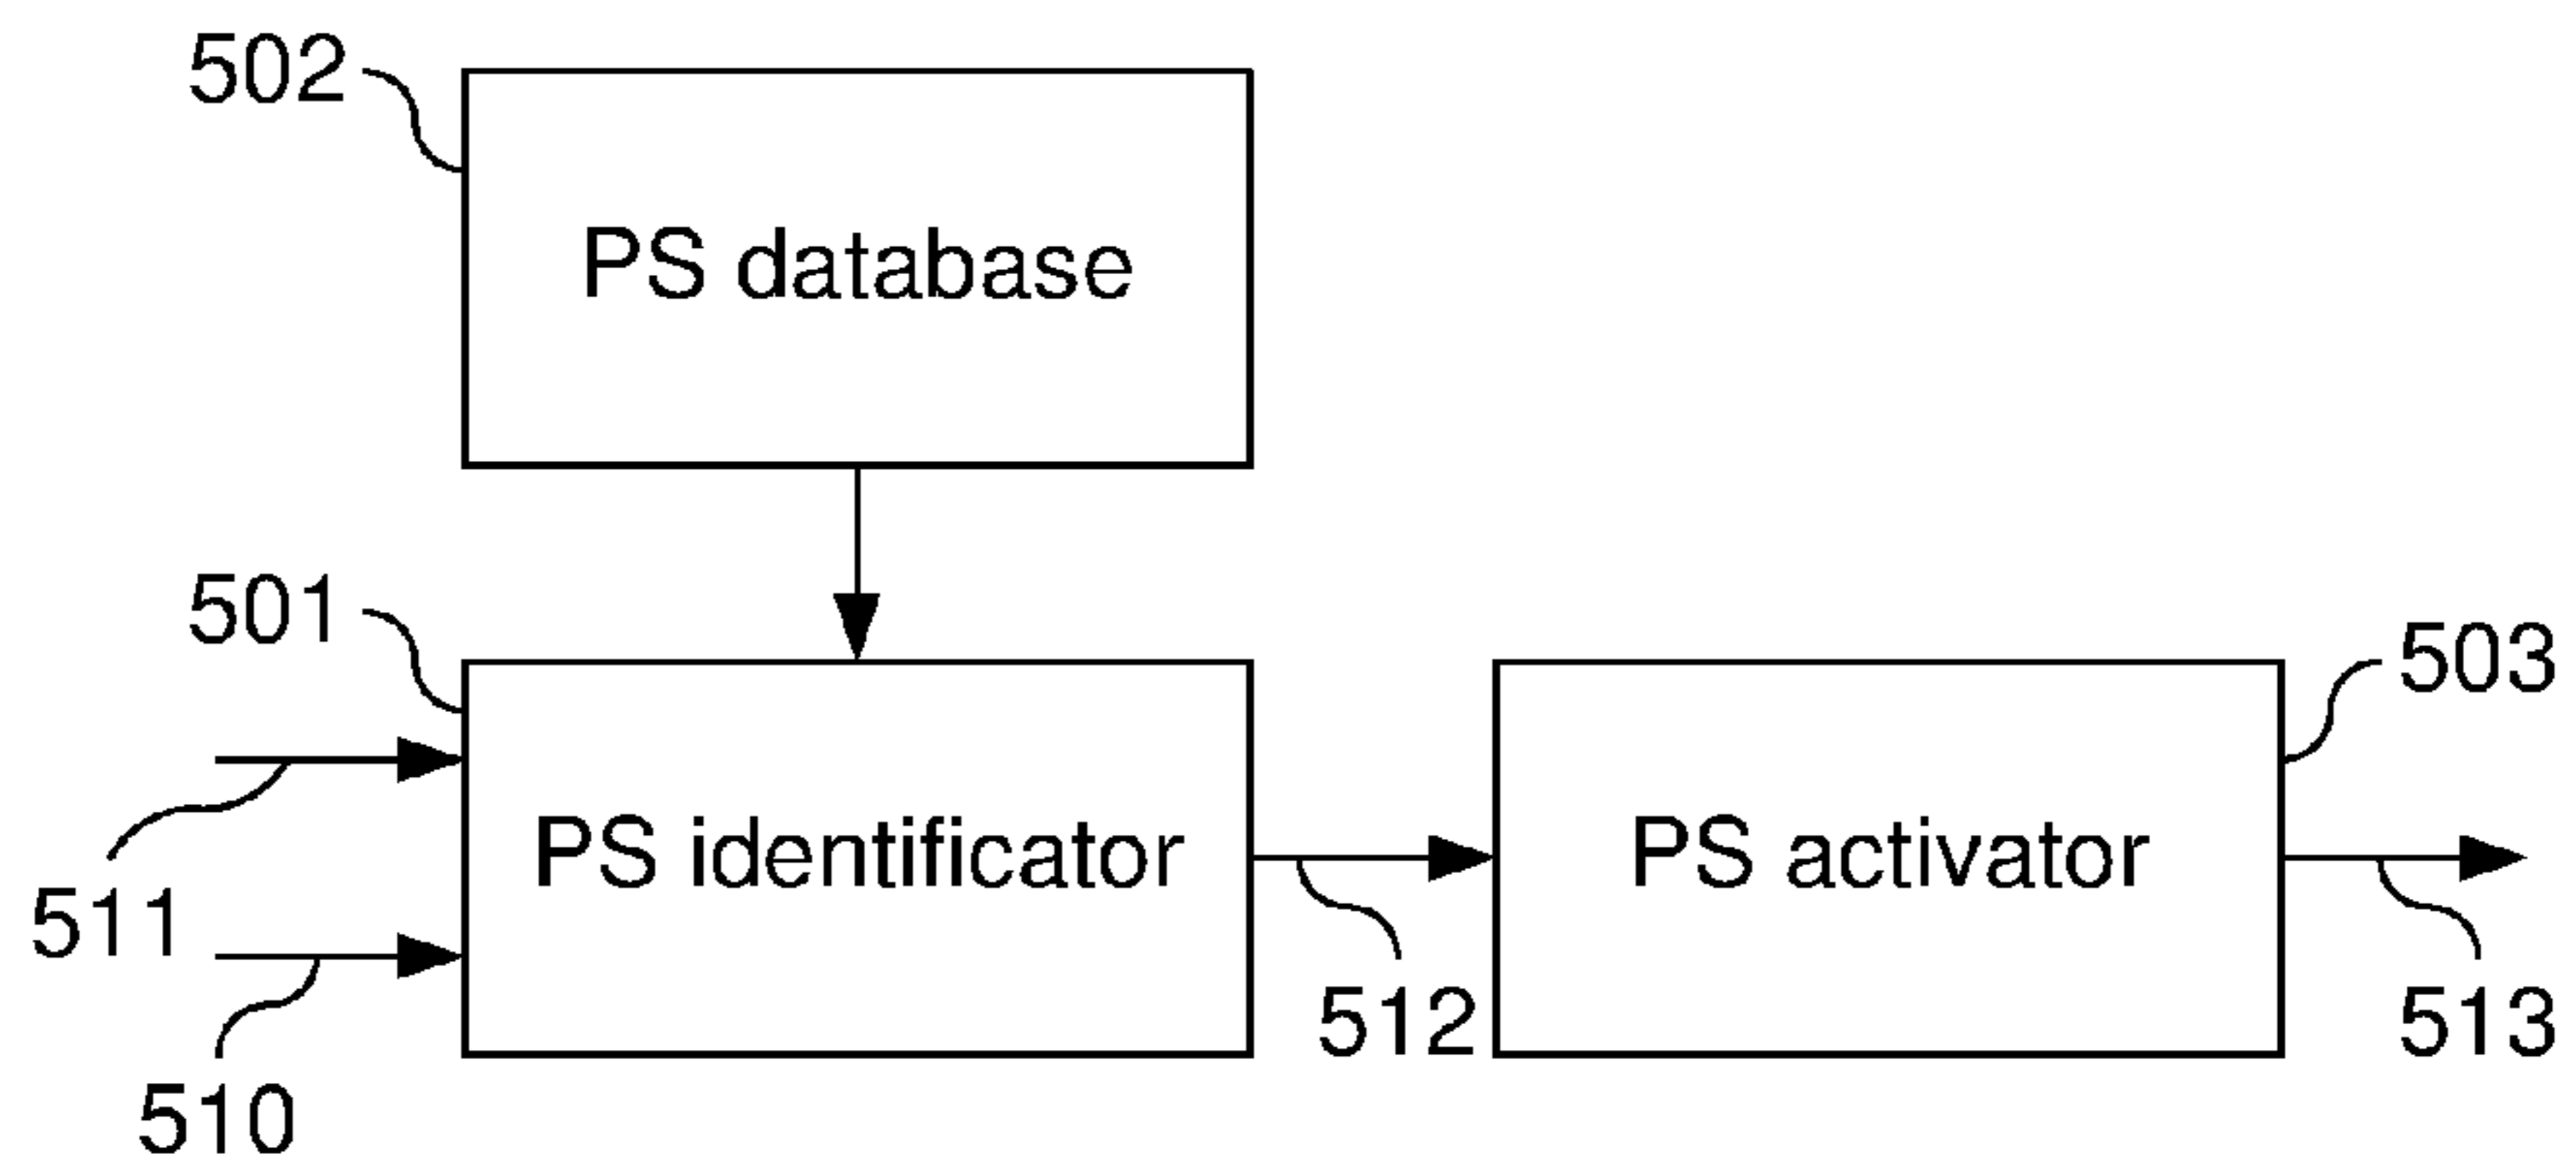 502
PS database
501
503
511
PS identificator
PS activator
510
512
513